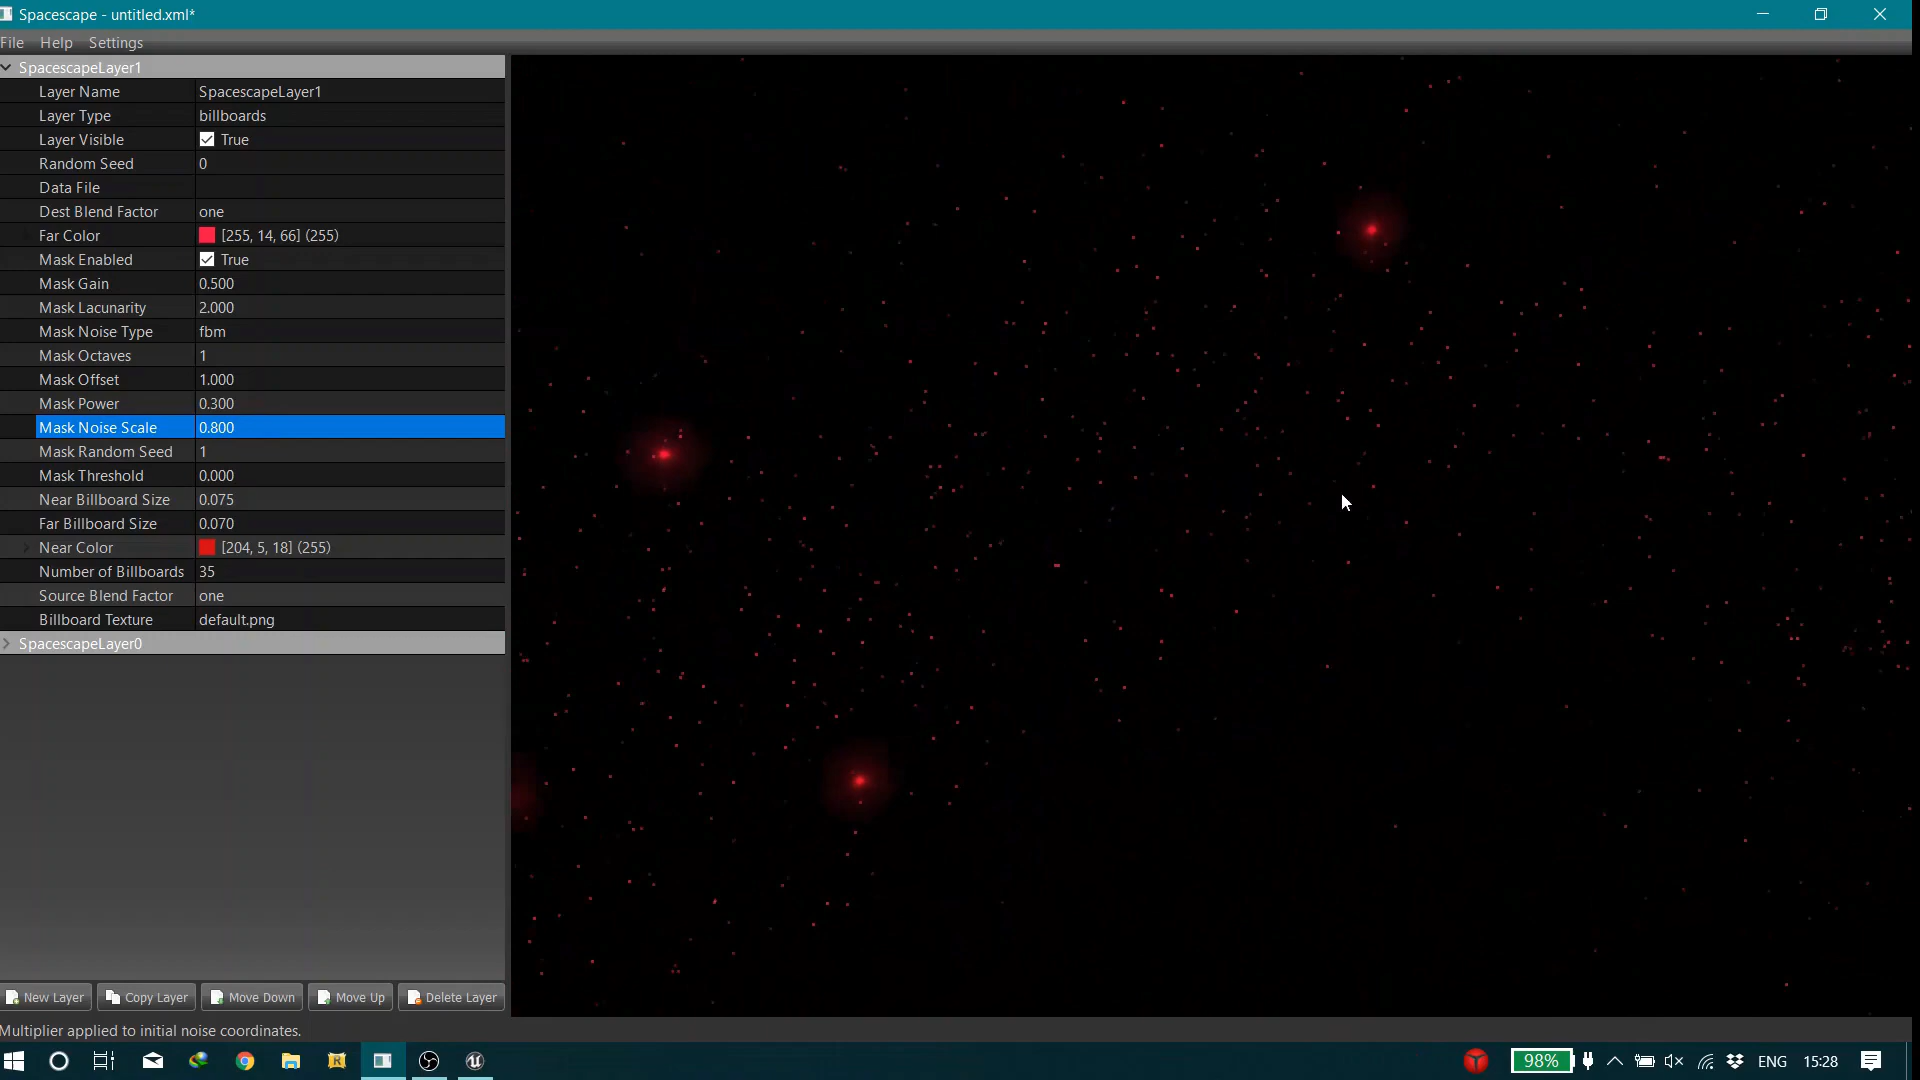 Spacescape - untitled.xml*
File Help Settings
SpacescapeLayer1
Layer Name SpacescapeLayer1
Layer Type billboards
Layer Visible True
Random Seed 0
Data File
Dest Blend Factor one
Far Color [255, 14, 66] (255)
Mask Enabled True
Mask Gain 0.500
Mask Lacunarity 2.000
Mask Noise Type fbm
Mask Octaves 1
Mask Offset 1.000
Mask Power 0.300
Mask Noise Scale 0.800
Mask Random Seed 1
Mask Threshold 0.000
Near Billboard Size 0.075
Far Billboard Size 0.070
Near Color [204, 5, 18] (255)
Number of Billboards 35
Source Blend Factor one
Billboard Texture default.png
SpacescapeLayer0
New Layer Copy Layer Move Down Move Up Delete Layer
Multiplier applied to initial noise coordinates.
98% ENG 15:28